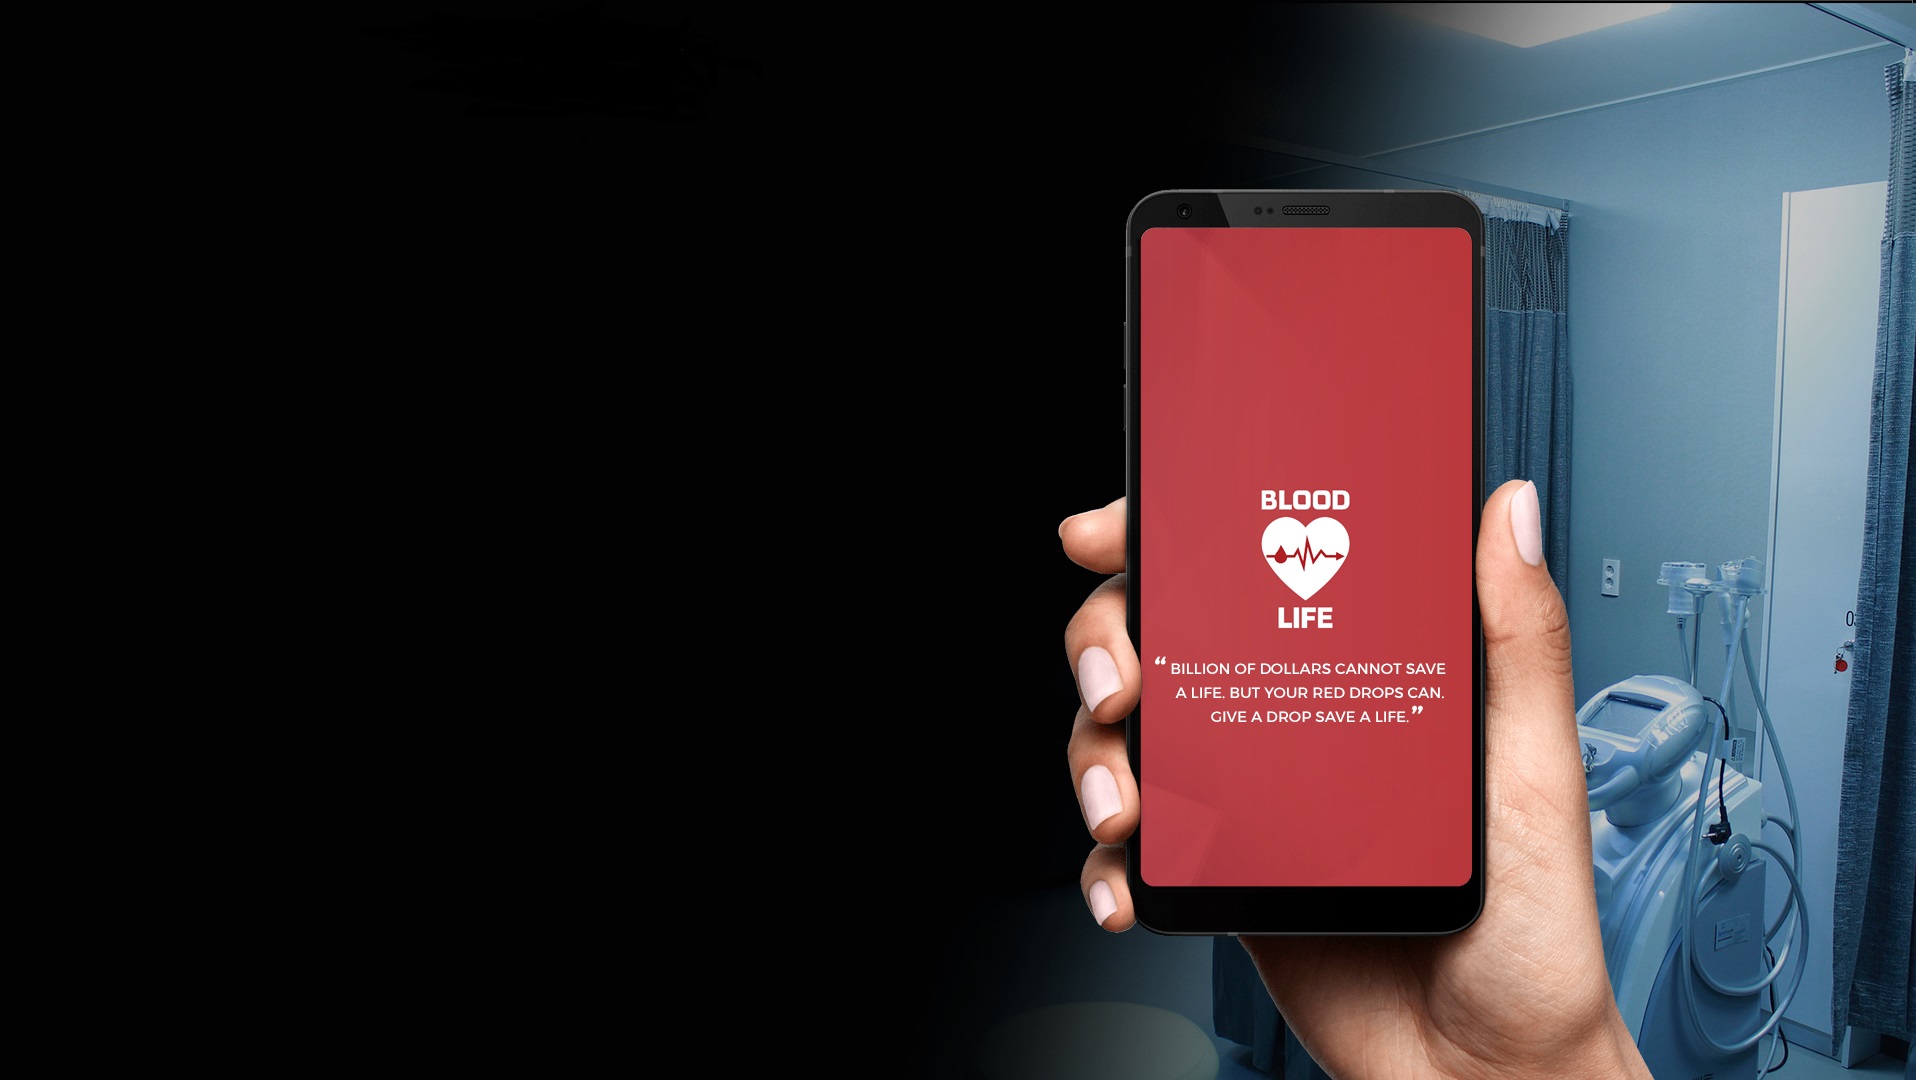 BLOOD
LIFE
“ BILLION OF DOLLARS CANNOT SAVE
A LIFE. BUT YOUR RED DROPS CAN.
GIVE A DROP SAVE A LIFE.”